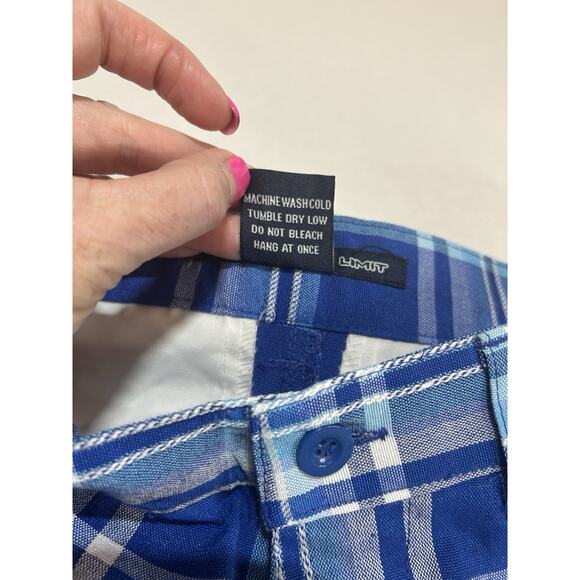 MACHINE WASH COLD
TUMBLE DRY LOW
DO NOT BLEACH
HANG AT ONCE
LIMIT